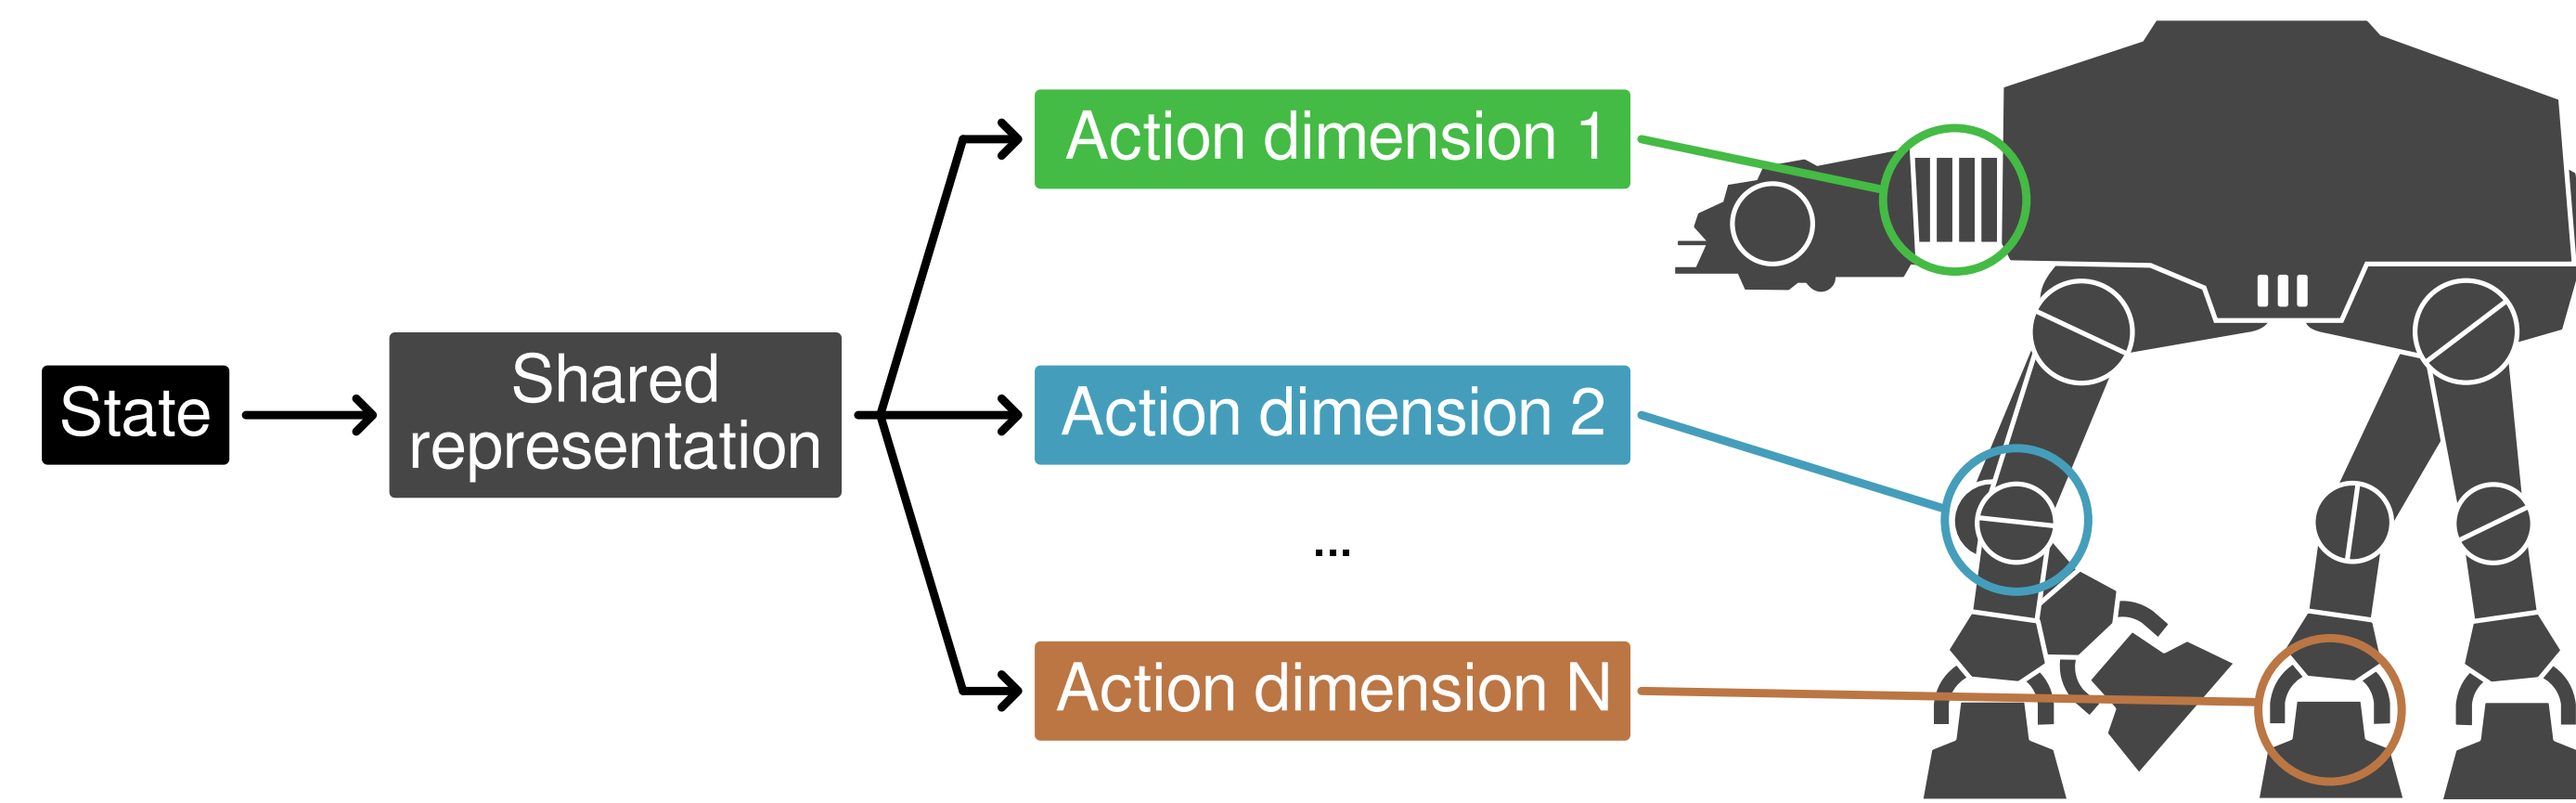 State
Shared
representation
Action dimension 1
Action dimension 2
...
Action dimension N